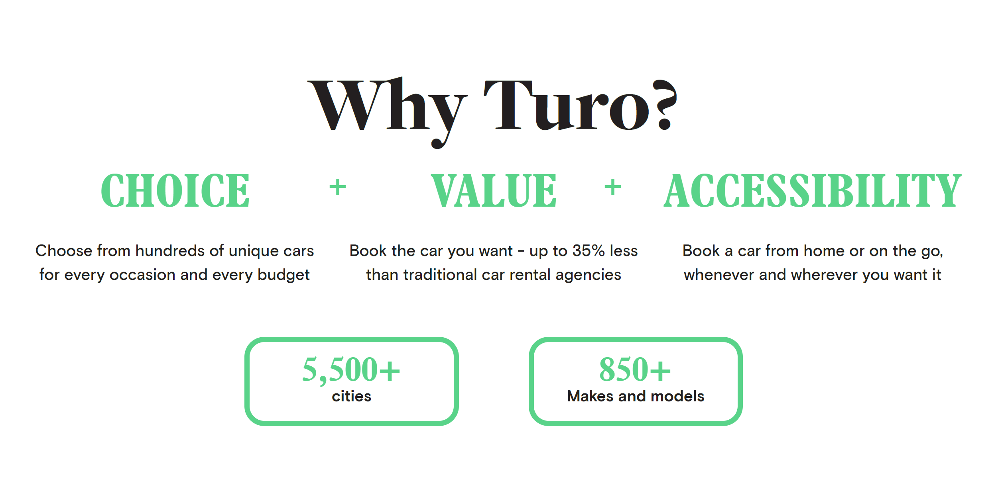 Why Turo?
CHOICE + VALUE + ACCESSIBILITY
Choose from hundreds of unique cars
for every occasion and every budget
Book the car you want - up to 35% less
than traditional car rental agencies
Book a car from home or on the go,
whenever and wherever you want it
5,500+
cities
850+
Makes and models